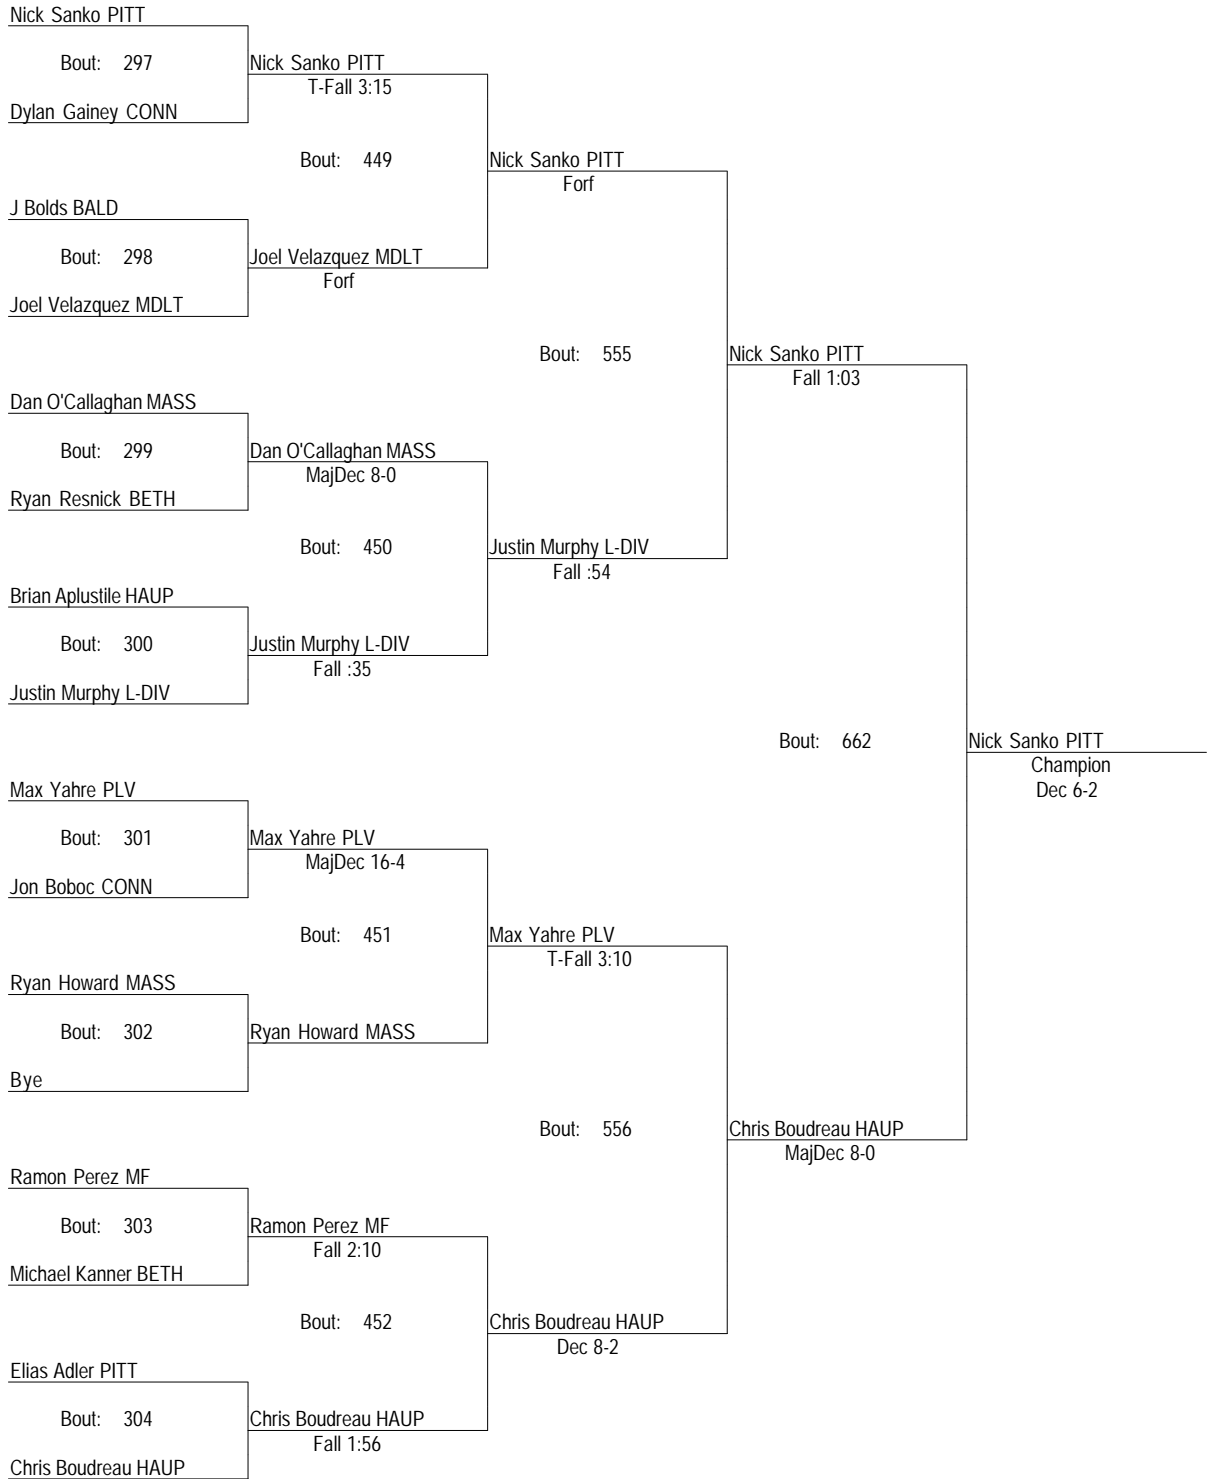 Nick Sanko PITT
Bout: 297
Nick Sanko PITT
T-Fall 3:15
Dylan Gainey CONN
Bout: 449
Nick Sanko PITT
Forf
J Bolds BALD
Bout: 298
Joel Velazquez MDLT
Forf
Joel Velazquez MDLT
Bout: 555
Nick Sanko PITT
Fall 1:03
Dan O'Callaghan MASS
Bout: 299
Dan O'Callaghan MASS
MajDec 8-0
Ryan Resnick BETH
Bout: 450
Justin Murphy L-DIV
Fall :54
Brian Aplustile HAUP
Bout: 300
Justin Murphy L-DIV
Fall :35
Justin Murphy L-DIV
Bout: 662
Nick Sanko PITT
Champion
Dec 6-2
Max Yahre PLV
Bout: 301
Max Yahre PLV
MajDec 16-4
Jon Boboc CONN
Bout: 451
Max Yahre PLV
T-Fall 3:10
Ryan Howard MASS
Bout: 302
Ryan Howard MASS
Bye
Bout: 556
Chris Boudreau HAUP
MajDec 8-0
Ramon Perez MF
Bout: 303
Ramon Perez MF
Fall 2:10
Michael Kanner BETH
Bout: 452
Chris Boudreau HAUP
Dec 8-2
Elias Adler PITT
Bout: 304
Chris Boudreau HAUP
Fall 1:56
Chris Boudreau HAUP